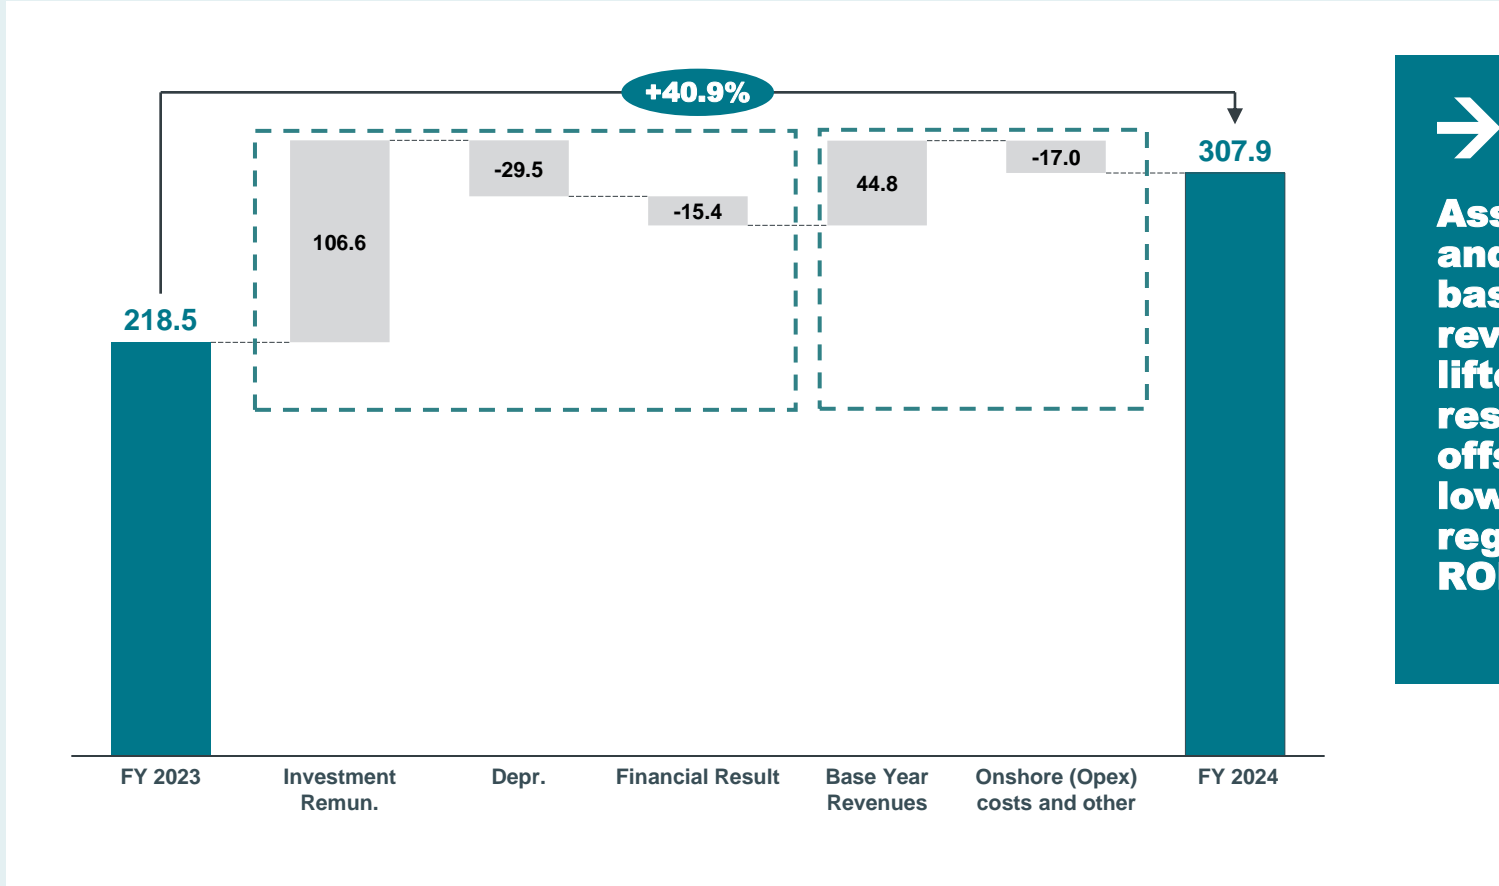 +40.9%
218.5
106.6
-29.5
-15.4
44.8
-17.0
307.9
FY 2023
Investment
Remun.
Depr.
Financial Result
Base Year
Revenues
Onshore (Opex)
costs and other
FY 2024
and